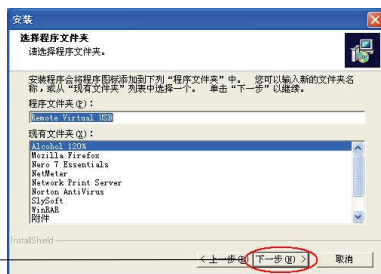 安装
选择程序文件夹
请选择程序文件夹。
安装程序会将程序图标添加到下列“程序文件夹”中。 您可以输入新的文件夹名
称，或从“现有文件夹”列表中选择一个。 单击“下一步”以继续。
程序文件夹(P)：
Remote Virtual USB
现有文件夹(X)：
Alcohol 120%
Mozilla Firefox
Nero 7 Essentials
NetMeter
Network Print Server
Norton AntiVirus
SlySoft
WinRAR
附件
InstallShield
< 上一步(B) 下一步(N) > 取消